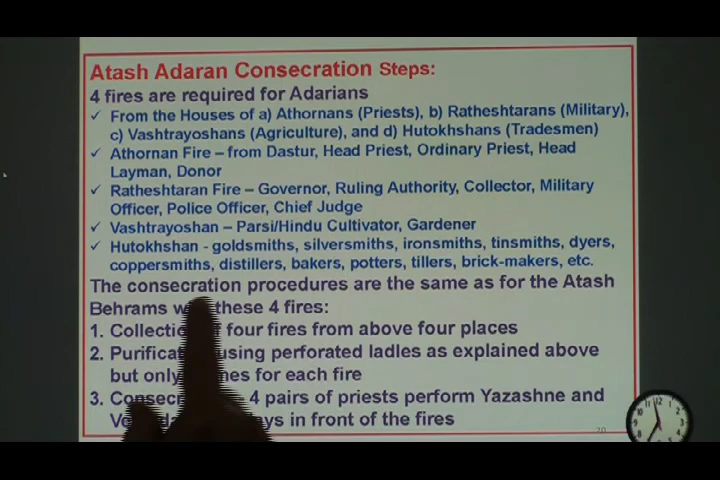 Atash Adaran Consecration Steps:
4 fires are required for Adarians
✓ From the Houses of a) Athornans (Priests), b) Ratheshtarans (Military),
c) Vashtrayoshans (Agriculture), and d) Hutokhshans (Tradesmen)
✓ Athornan Fire – from Dastur, Head Priest, Ordinary Priest, Head
Layman, Donor
✓ Ratheshtaran Fire – Governor, Ruling Authority, Collector, Military
Officer, Police Officer, Chief Judge
✓ Vashtrayoshan – Parsi/Hindu Cultivator, Gardener
✓ Hutokhshan - goldsmiths, silversmiths, ironsmiths, tinsmiths, dyers,
coppersmiths, distillers, bakers, potters, tillers, brick-makers, etc.
The consecration procedures are the same as for the Atash
Behrams these 4 fires:
1. four fires from above four places
2. using perforated ladles as explained above
but only for each fire
3. 4 pairs of priests perform Yazashne and
in front of the fires